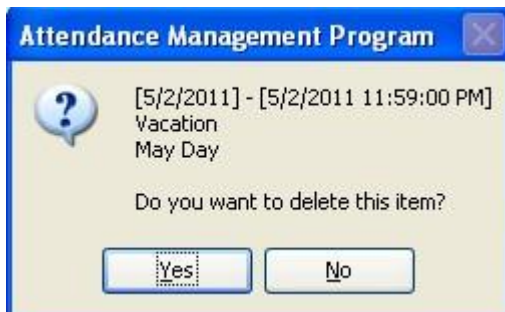 Attendance Management Program
[5/2/2011] - [5/2/2011 11:59:00 PM]
Vacation
May Day
Do you want to delete this item?
Yes
No